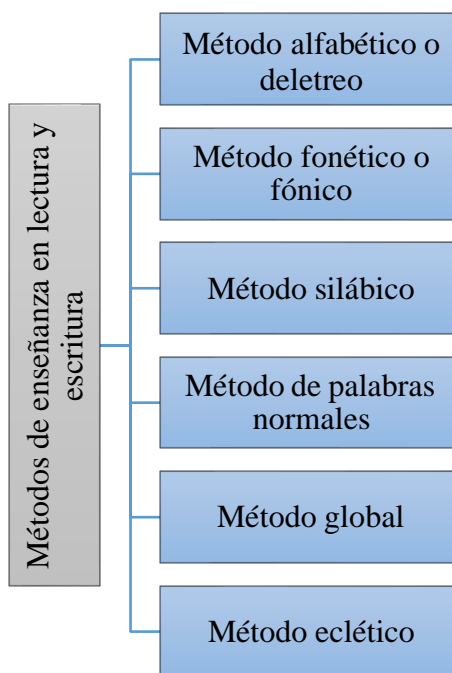 Métodos de enseñanza en lectura y
escritura
Método alfabético o
deletreo
Método fonético o
fónico
Método silábico
Método de palabras
normales
Método global
Método eclético